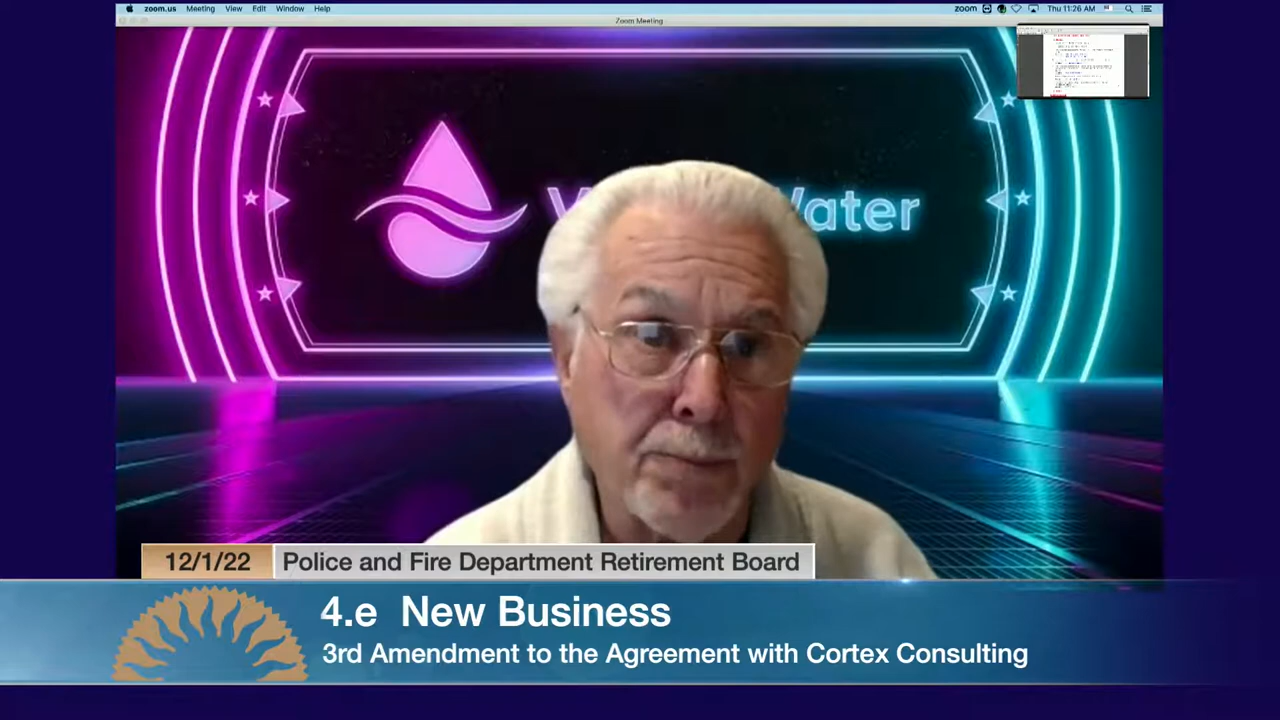 zoom.us Meeting View Edit Window Help zoom Thu 11:26 AM
Zoom Meeting
Water
12/1/22 Police and Fire Department Retirement Board
4.e New Business
3rd Amendment to the Agreement with Cortex Consulting